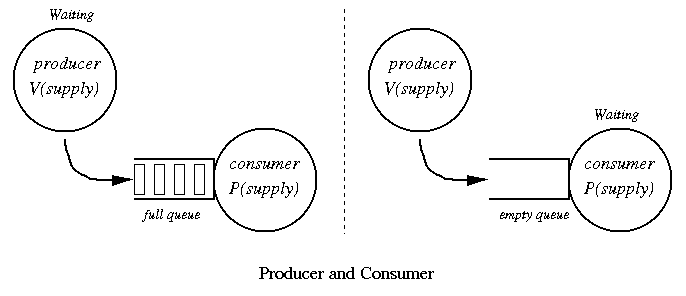 Waiting
producer
V(supply)
consumer
P(supply)
full queue
producer
V(supply)
Waiting
consumer
P(supply)
empty queue
Producer and Consumer